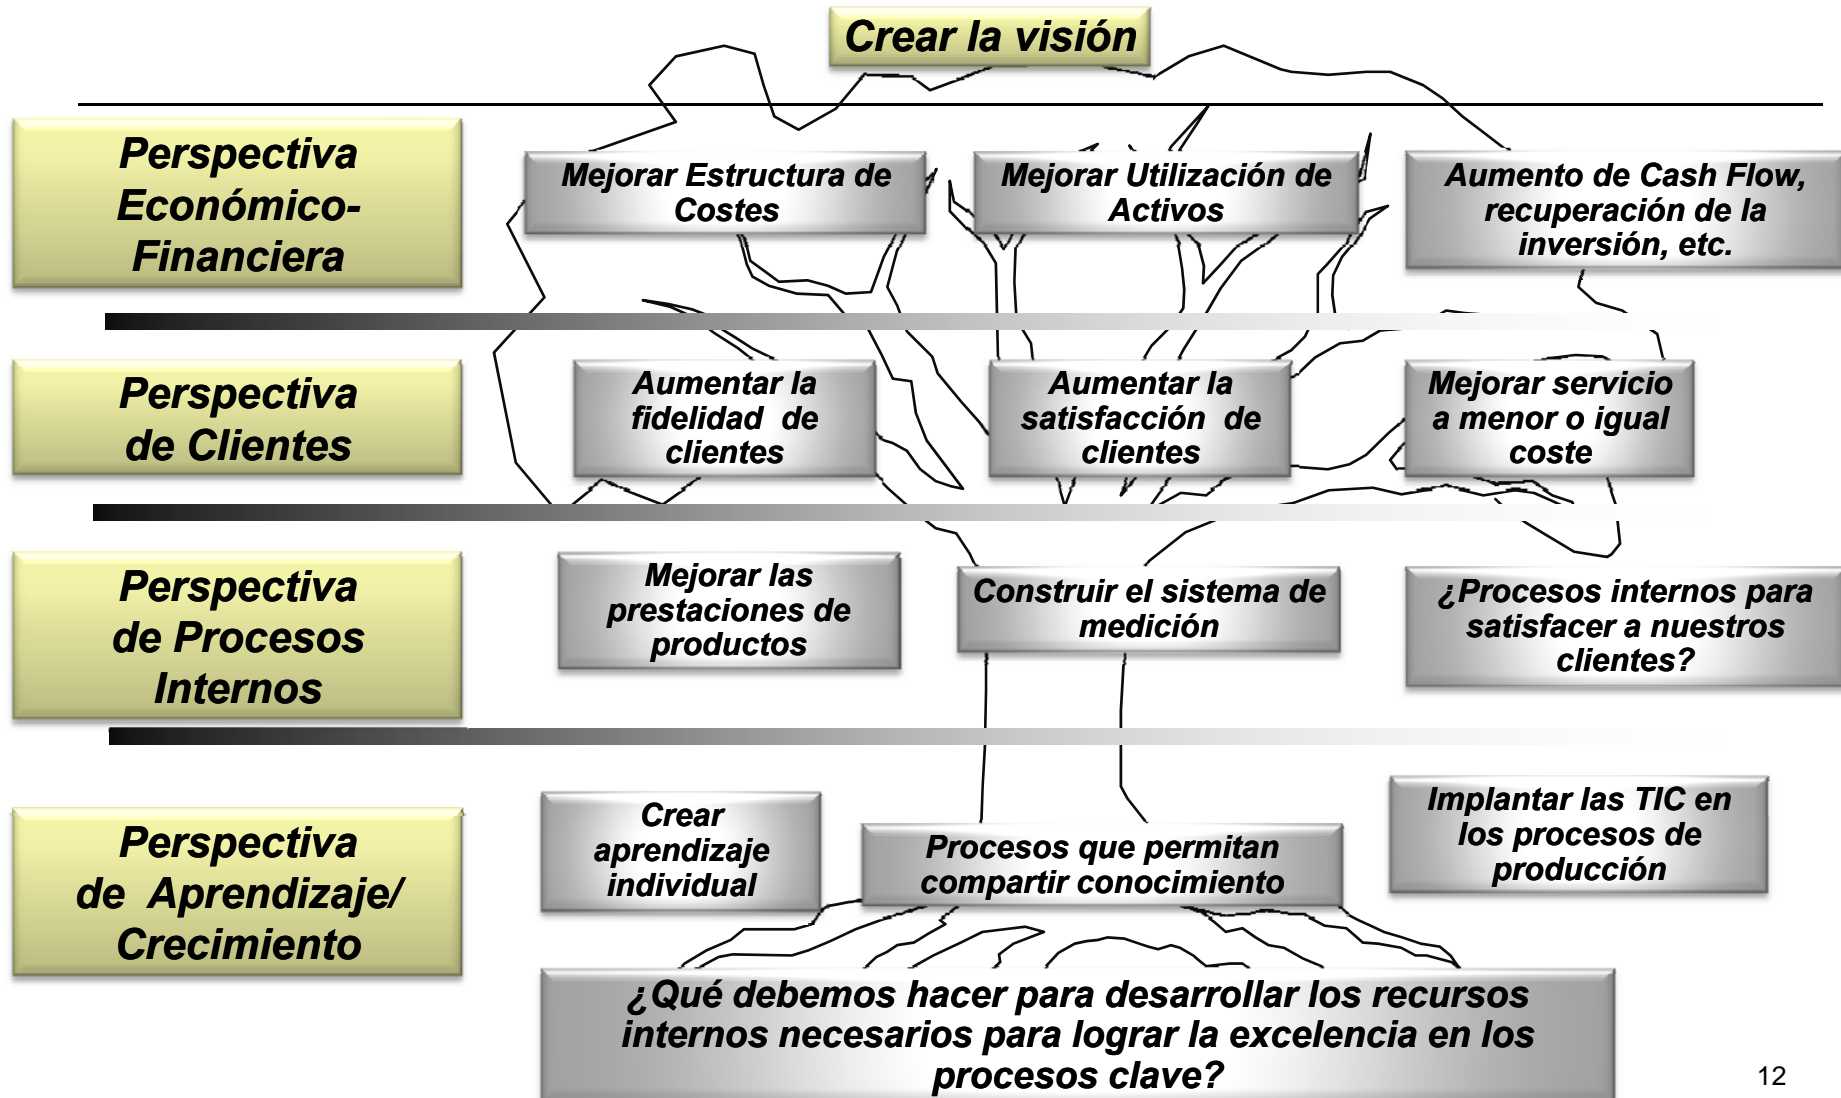 Crear la visión
Perspectiva
Económico-
Financiera
Mejorar Estructura de
Costes
Mejorar Utilización de
Activos
Aumento de Cash Flow,
recuperación de la
inversión, etc.
Perspectiva
de Clientes
Aumentar la
fidelidad de
clientes
Aumentar la
satisfacción de
clientes
Mejorar servicio
a menor o igual
coste
Perspectiva
de Procesos
Internos
Mejorar las
prestaciones de
productos
Construir el sistema de
medición
¿Procesos internos para
satisfacer a nuestros
clientes?
Perspectiva
de Aprendizaje/
Crecimiento
Crear
aprendizaje
individual
Procesos que permitan
compartir conocimiento
Implantar las TIC en
los procesos de
producción
¿Qué debemos hacer para desarrollar los recursos
internos necesarios para lograr la excelencia en los
procesos clave?
12